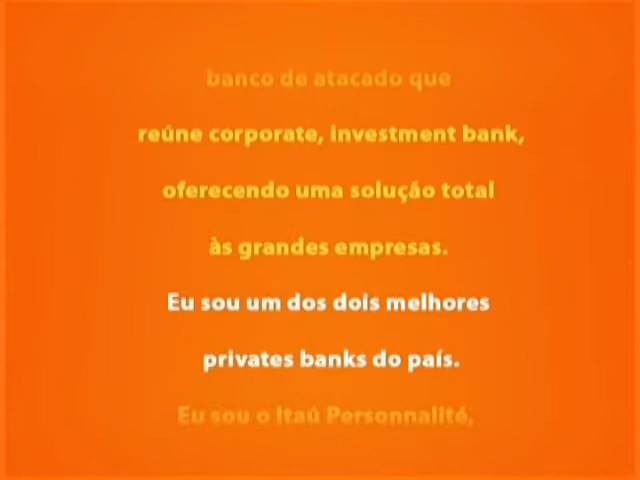 banco de atacado que
reúne corporate, investment bank,
oferecendo uma solução total
às grandes empresas.
Eu sou um dos dois melhores
privates banks do país.
Eu sou o Itaú Personnalité,